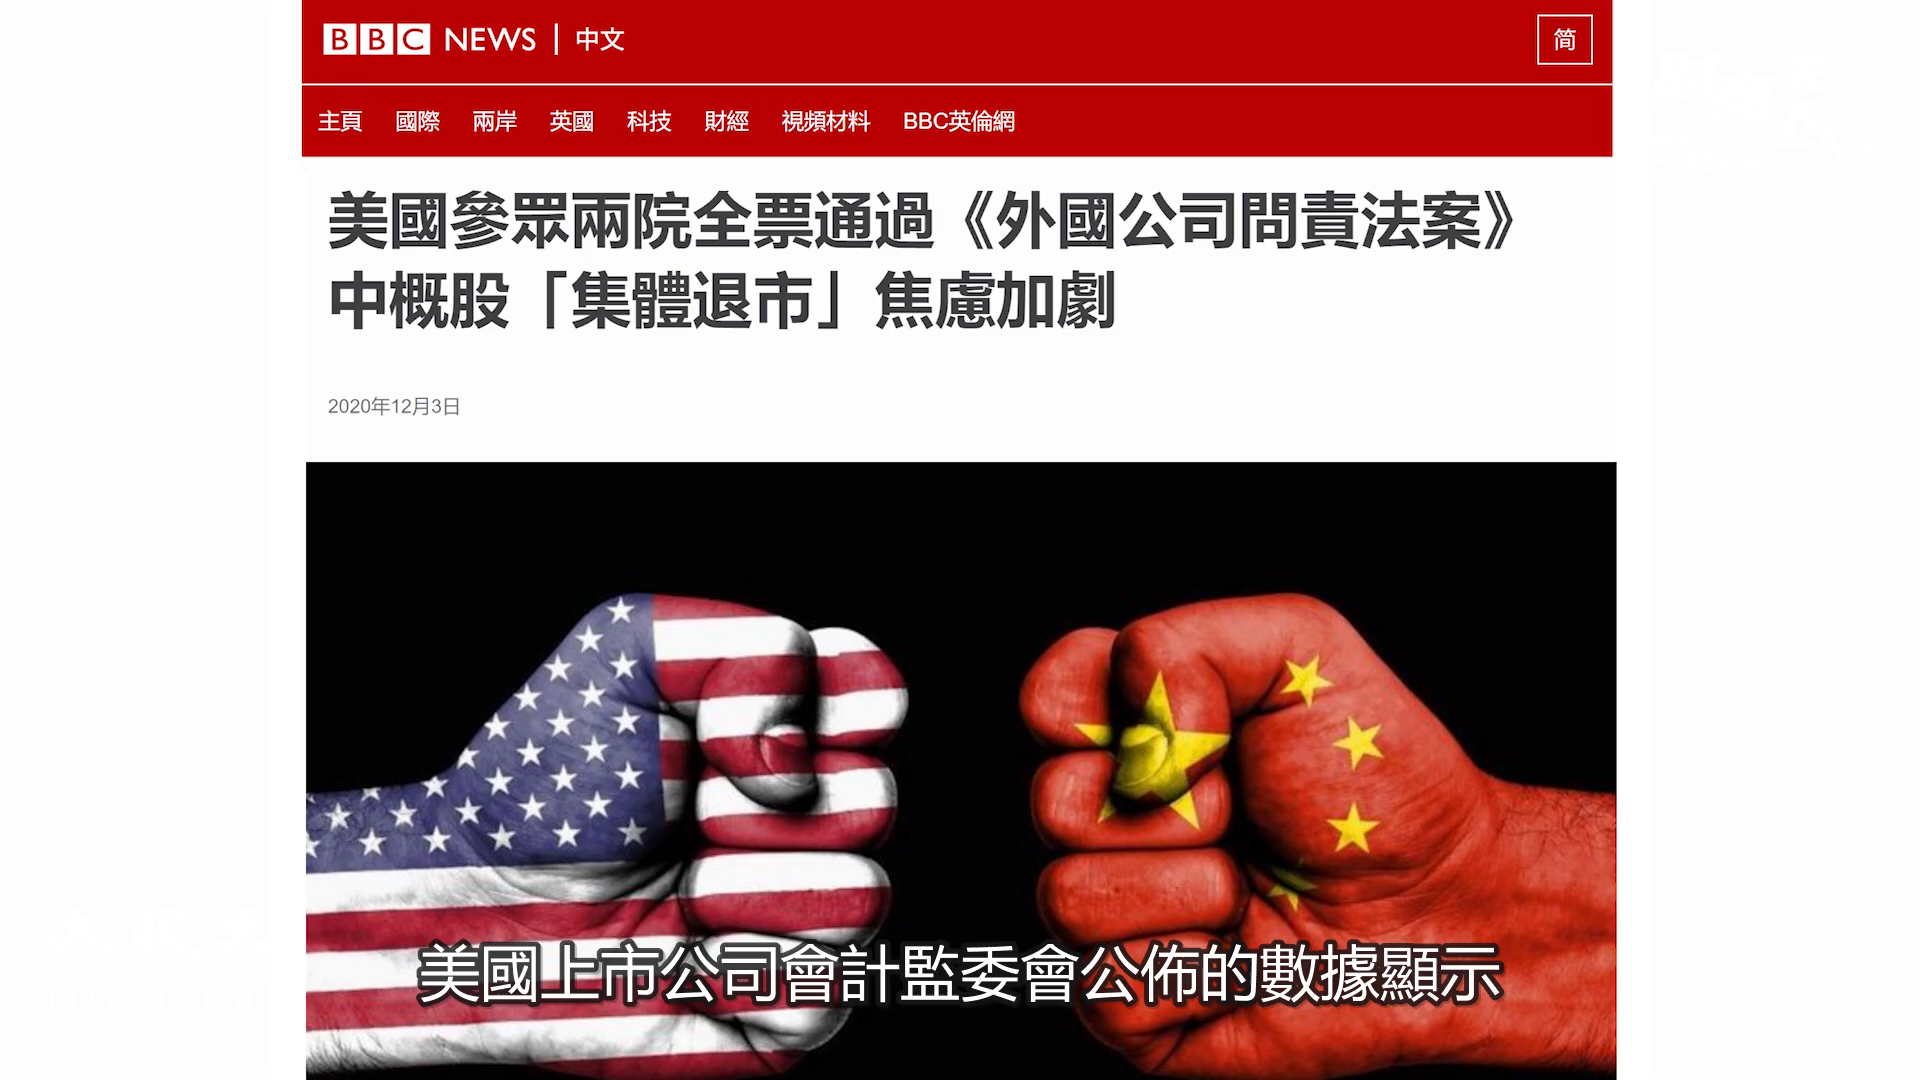 BBC NEWS | 中文
简
主頁 國際 兩岸 英國 科技 財經 視頻材料 BBC英倫網
美國參眾兩院全票通過《外國公司問責法案》
中概股「集體退市」焦慮加劇
2020年12月3日
美國上市公司會計監委會公佈的數據顯示